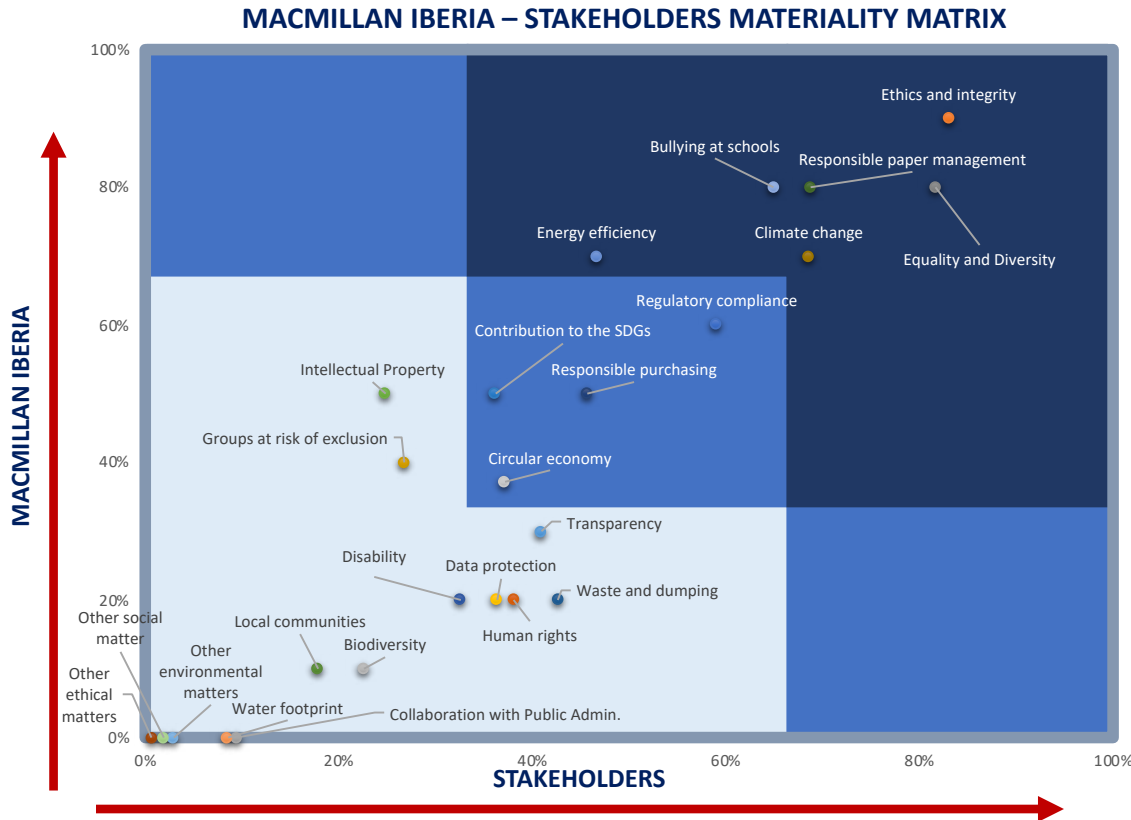 MACMILLAN IBERIA – STAKEHOLDERS MATERIALITY MATRIX
100%
Ethics and integrity
Bullying at schools
Responsible paper management
80%
Energy efficiency
Climate change
Equality and Diversity
Regulatory compliance
60%
Contribution to the SDGs
Intellectual Property
Responsible purchasing
MACMILLAN IBERIA
Groups at risk of exclusion
40%
Circular economy
Transparency
Disability
Data protection
Waste and dumping
20%
Other social
matter
Local communities
Human rights
Biodiversity
Other
environmental
matters
Other
ethical
matters
Water footprint
Collaboration with Public Admin.
0%
0%
20%
40%
60%
80%
100%
STAKEHOLDERS